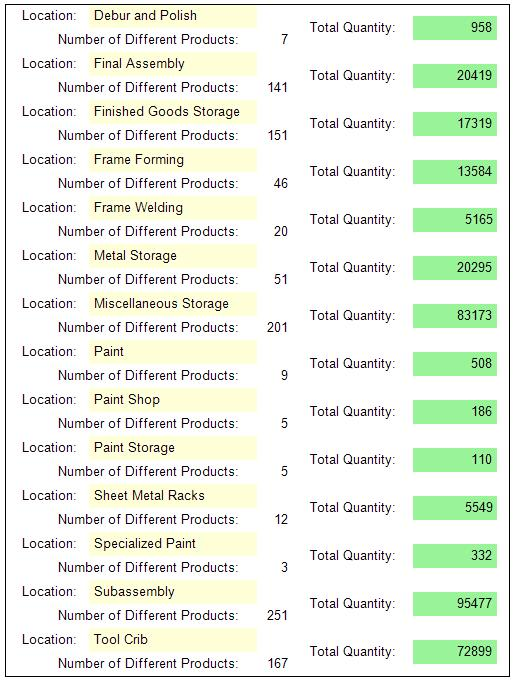 Location: Debur and Polish
Total Quantity: 958
Number of Different Products: 7
Location: Final Assembly
Total Quantity: 20419
Number of Different Products: 141
Location: Finished Goods Storage
Total Quantity: 17319
Number of Different Products: 151
Location: Frame Forming
Total Quantity: 13584
Number of Different Products: 46
Location: Frame Welding
Total Quantity: 5165
Number of Different Products: 20
Location: Metal Storage
Total Quantity: 20295
Number of Different Products: 51
Location: Miscellaneous Storage
Total Quantity: 83173
Number of Different Products: 201
Location: Paint
Total Quantity: 508
Number of Different Products: 9
Location: Paint Shop
Total Quantity: 186
Number of Different Products: 5
Location: Paint Storage
Total Quantity: 110
Number of Different Products: 5
Location: Sheet Metal Racks
Total Quantity: 5549
Number of Different Products: 12
Location: Specialized Paint
Total Quantity: 332
Number of Different Products: 3
Location: Subassembly
Total Quantity: 95477
Number of Different Products: 251
Location: Tool Crib
Total Quantity: 72899
Number of Different Products: 167